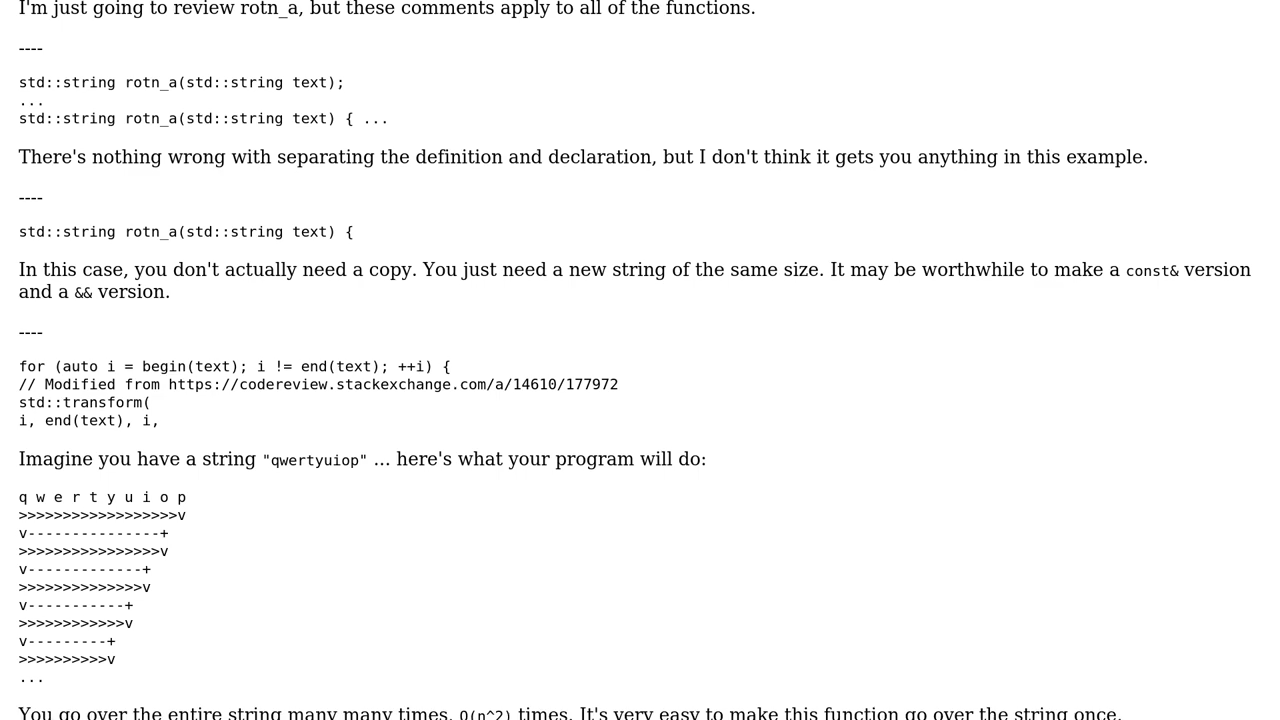 I'm just going to review rotn_a, but these comments apply to all of the functions.
----
std::string rotn_a(std::string text);
...
std::string rotn_a(std::string text) { ...
There's nothing wrong with separating the definition and declaration, but I don't think it gets you anything in this example.
----
std::string rotn_a(std::string text) {
In this case, you don't actually need a copy. You just need a new string of the same size. It may be worthwhile to make a const& version
and a && version.
----
for (auto i = begin(text); i != end(text); ++i) {
// Modified from https://codereview.stackexchange.com/a/14610/177972
std::transform(
i, end(text), i,
Imagine you have a string "qwertyuiop" ... here's what your program will do:
q w e r t y u i o p
>>>>>>>>>>>>>>>>>>v
v---------------+
>>>>>>>>>>>>>>>>v
v-------------+
>>>>>>>>>>>>>>v
v-----------+
>>>>>>>>>>>>v
v---------+
>>>>>>>>>>v
...
You go over the entire string many many times, O(n^2) times. It's very easy to make this function go over the string once.